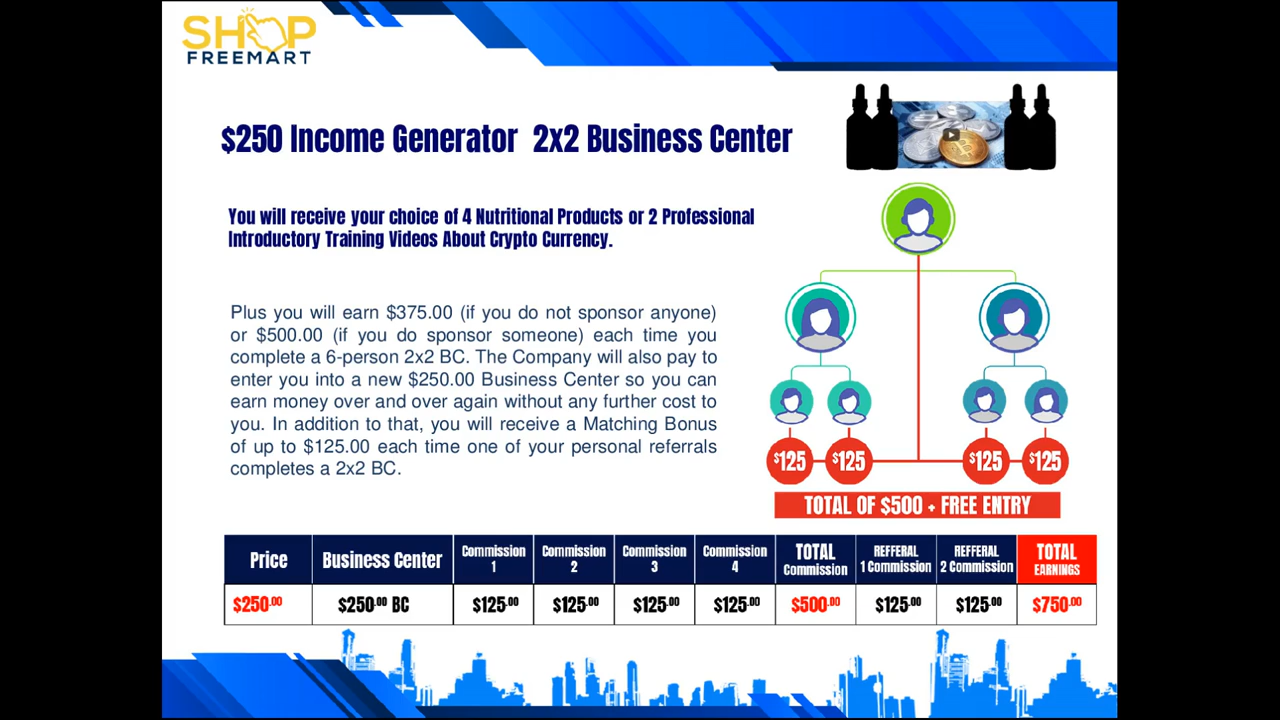 SHOP
FREEMART
$250 Income Generator 2x2 Business Center
You will receive your choice of 4 Nutritional Products or 2 Professional
Introductory Training Videos About Crypto Currency.
Plus you will earn $375.00 (if you do not sponsor anyone)
or $500.00 (if you do sponsor someone) each time you
complete a 6-person 2x2 BC. The Company will also pay to
enter you into a new $250.00 Business Center so you can
earn money over and over again without any further cost to
you. In addition to that, you will receive a Matching Bonus
of up to $125.00 each time one of your personal referrals
completes a 2x2 BC.
$125 $125 $125 $125
TOTAL OF $500 + FREE ENTRY
Price Business Center Commission 1 Commission 2 Commission 3 Commission 4 TOTAL Commission REFFERAL 1 Commission REFFERAL 2 Commission TOTAL EARNINGS
$250.00 $250.00 BC $125.00 $125.00 $125.00 $125.00 $500.00 $125.00 $125.00 $750.00